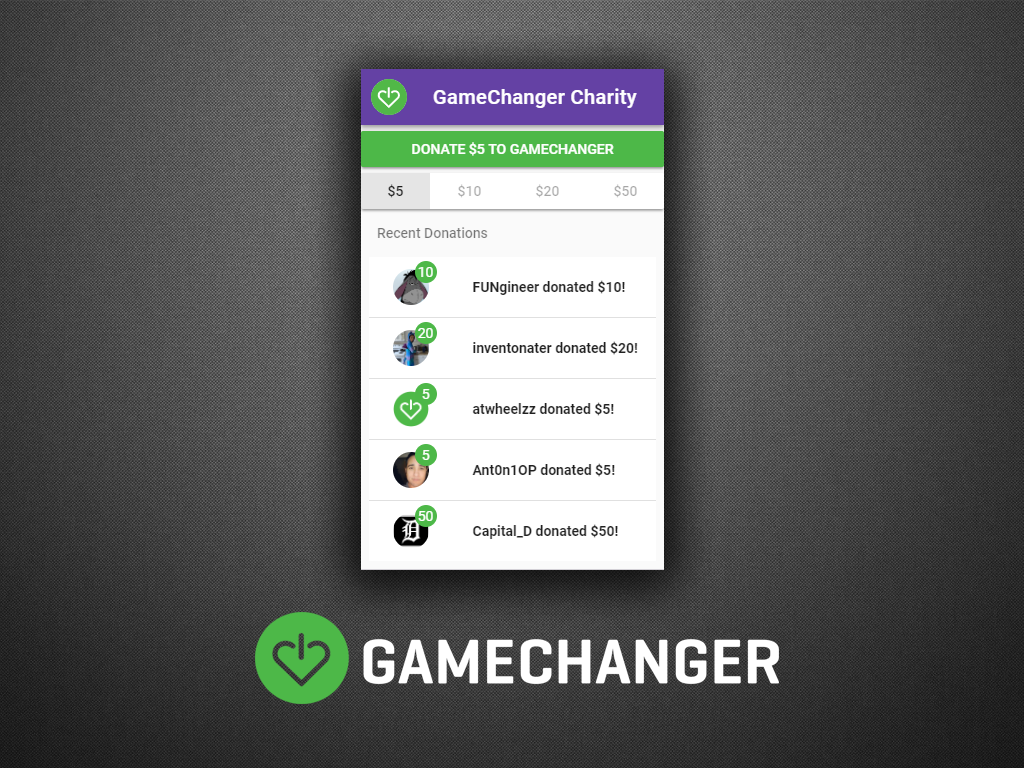 GameChanger Charity
DONATE $5 TO GAMECHANGER
$5 $10 $20 $50
Recent Donations
10
FUNgineer donated $10!
20
inventonater donated $20!
5
atwheelzz donated $5!
5
Ant0n1OP donated $5!
50
Capital_D donated $50!
GAMECHANGER